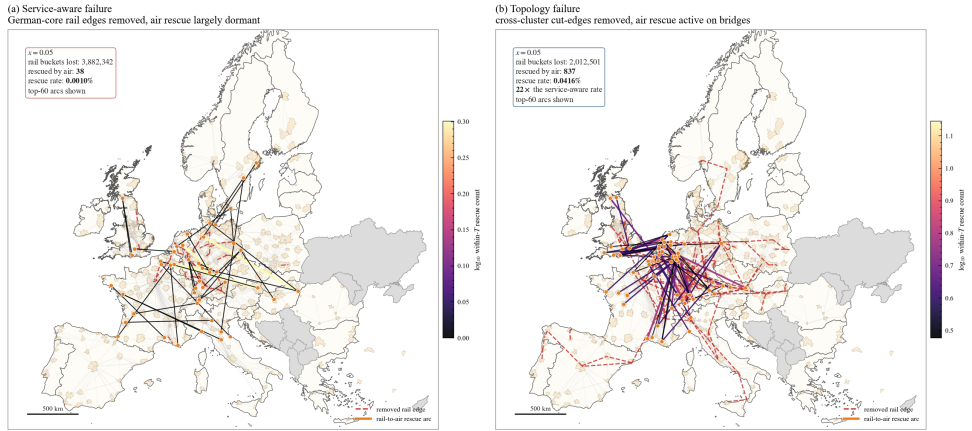 (a) Service-aware failure
German-core rail edges removed, air rescue largely dormant
x = 0.05
rail buckets lost: 3,882,342
rescued by air: 38
rescue rate: 0.0010%
top-60 arcs shown
0.30
0.25
0.20
0.15
0.10
0.05
0.00
log₁₀ within-T rescue count
500 km
removed rail edge
rail-to-air rescue arc
(b) Topology failure
cross-cluster cut-edges removed, air rescue active on bridges
x = 0.05
rail buckets lost: 2,012,501
rescued by air: 837
rescue rate: 0.0416%
22× the service-aware rate
top-60 arcs shown
1.1
1.0
0.9
0.8
0.7
0.6
0.5
log₁₀ within-T rescue count
500 km
removed rail edge
rail-to-air rescue arc